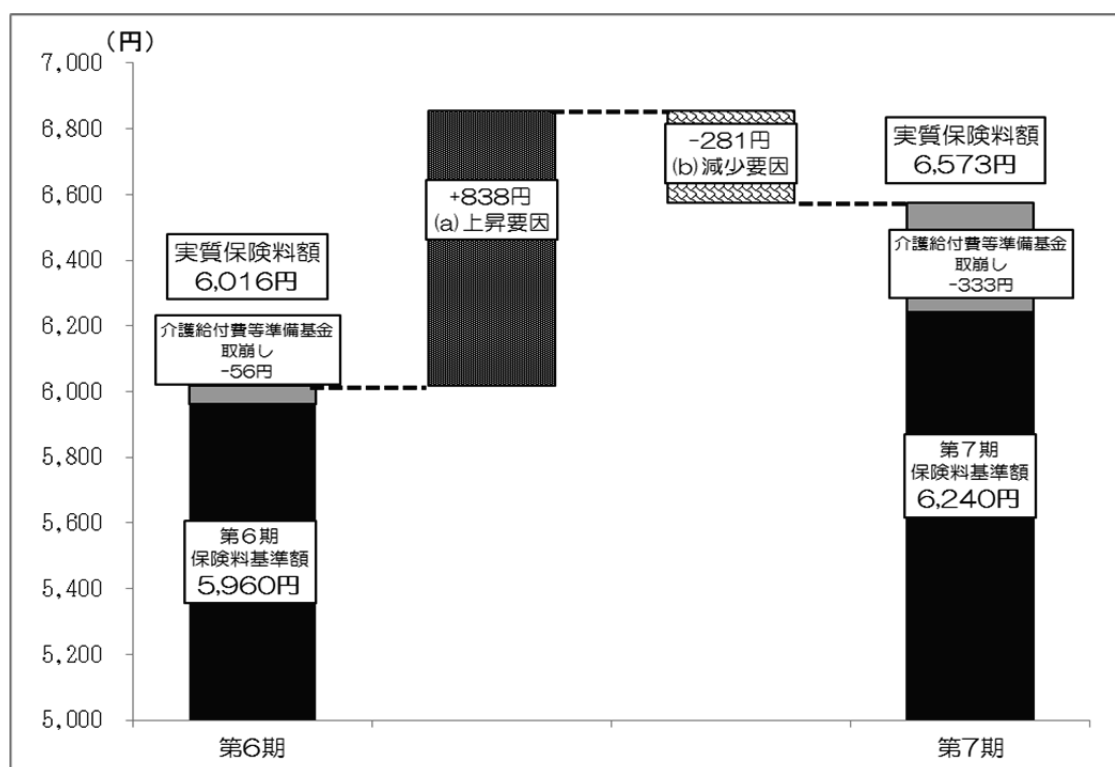 (円)
7,000
6,800
6,600
6,400
6,200
6,000
5,800
5,600
5,400
5,200
5,000
実質保険料額
6,016円
介護給付費等準備基金
取崩し
-56円
第6期
保険料基準額
5,960円
+838円
(a)上昇要因
-281円
(b)減少要因
実質保険料額
6,573円
介護給付費等準備基金
取崩し
-333円
第7期
保険料基準額
6,240円
第6期
第7期